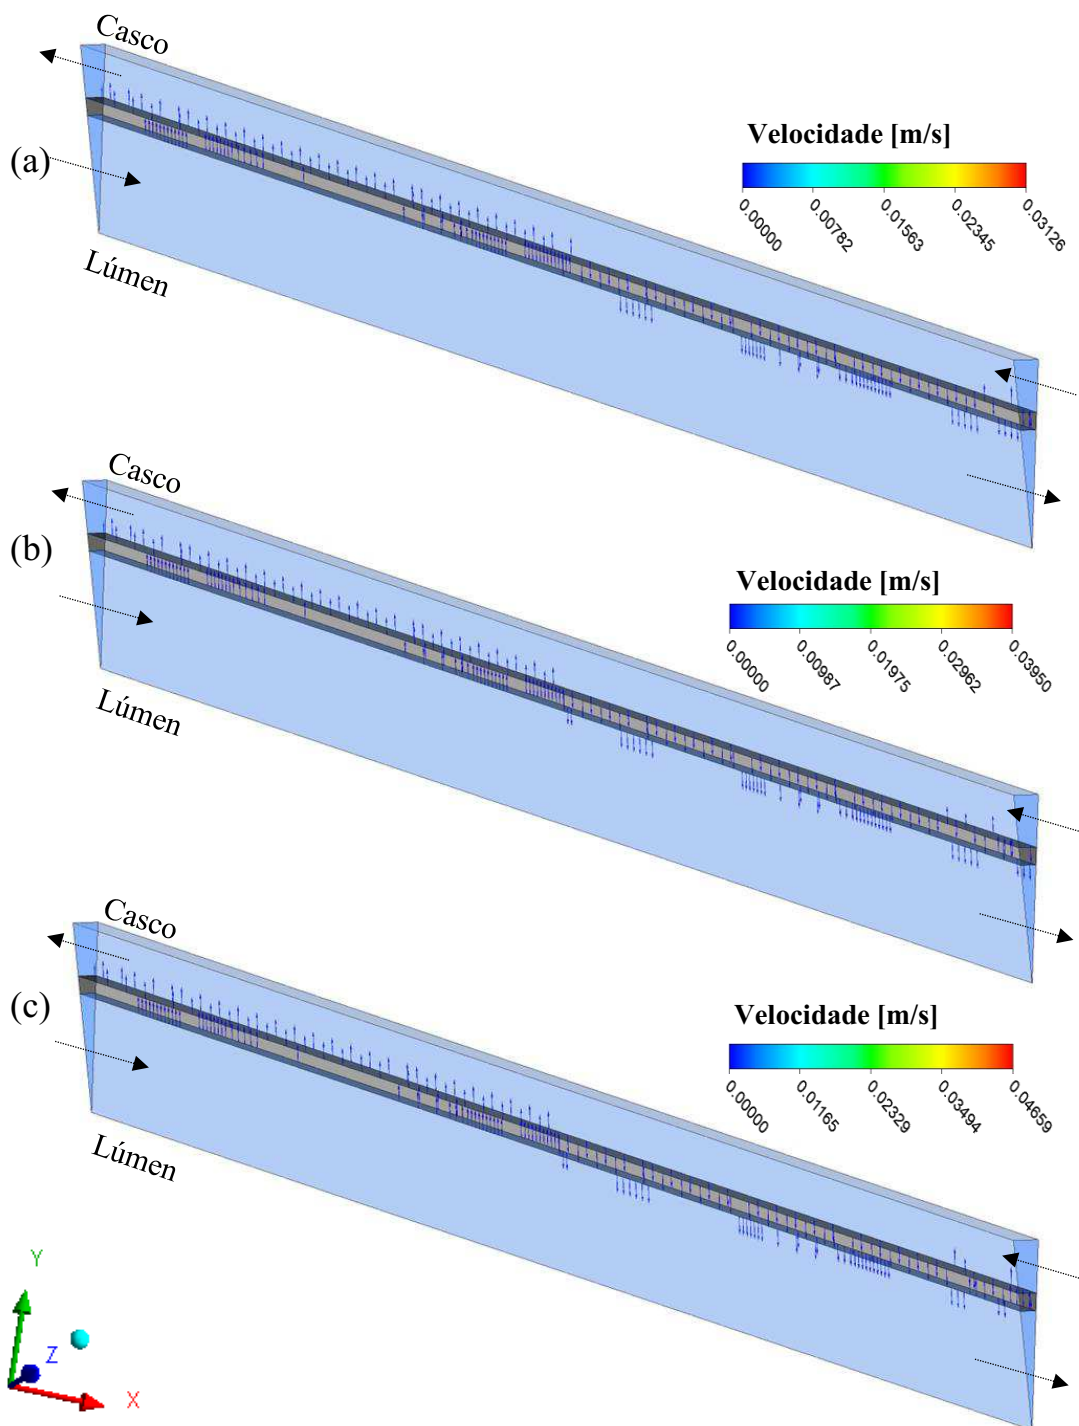 Casco
(a)
Velocidade [m/s]
0.00000
0.00782
0.01563
0.02345
0.03126
Lúmen
Casco
(b)
Velocidade [m/s]
0.00000
0.00987
0.01975
0.02962
0.03950
Lúmen
Casco
(c)
Velocidade [m/s]
0.00000
0.01165
0.02329
0.03494
0.04659
Lúmen
Y
Z
X